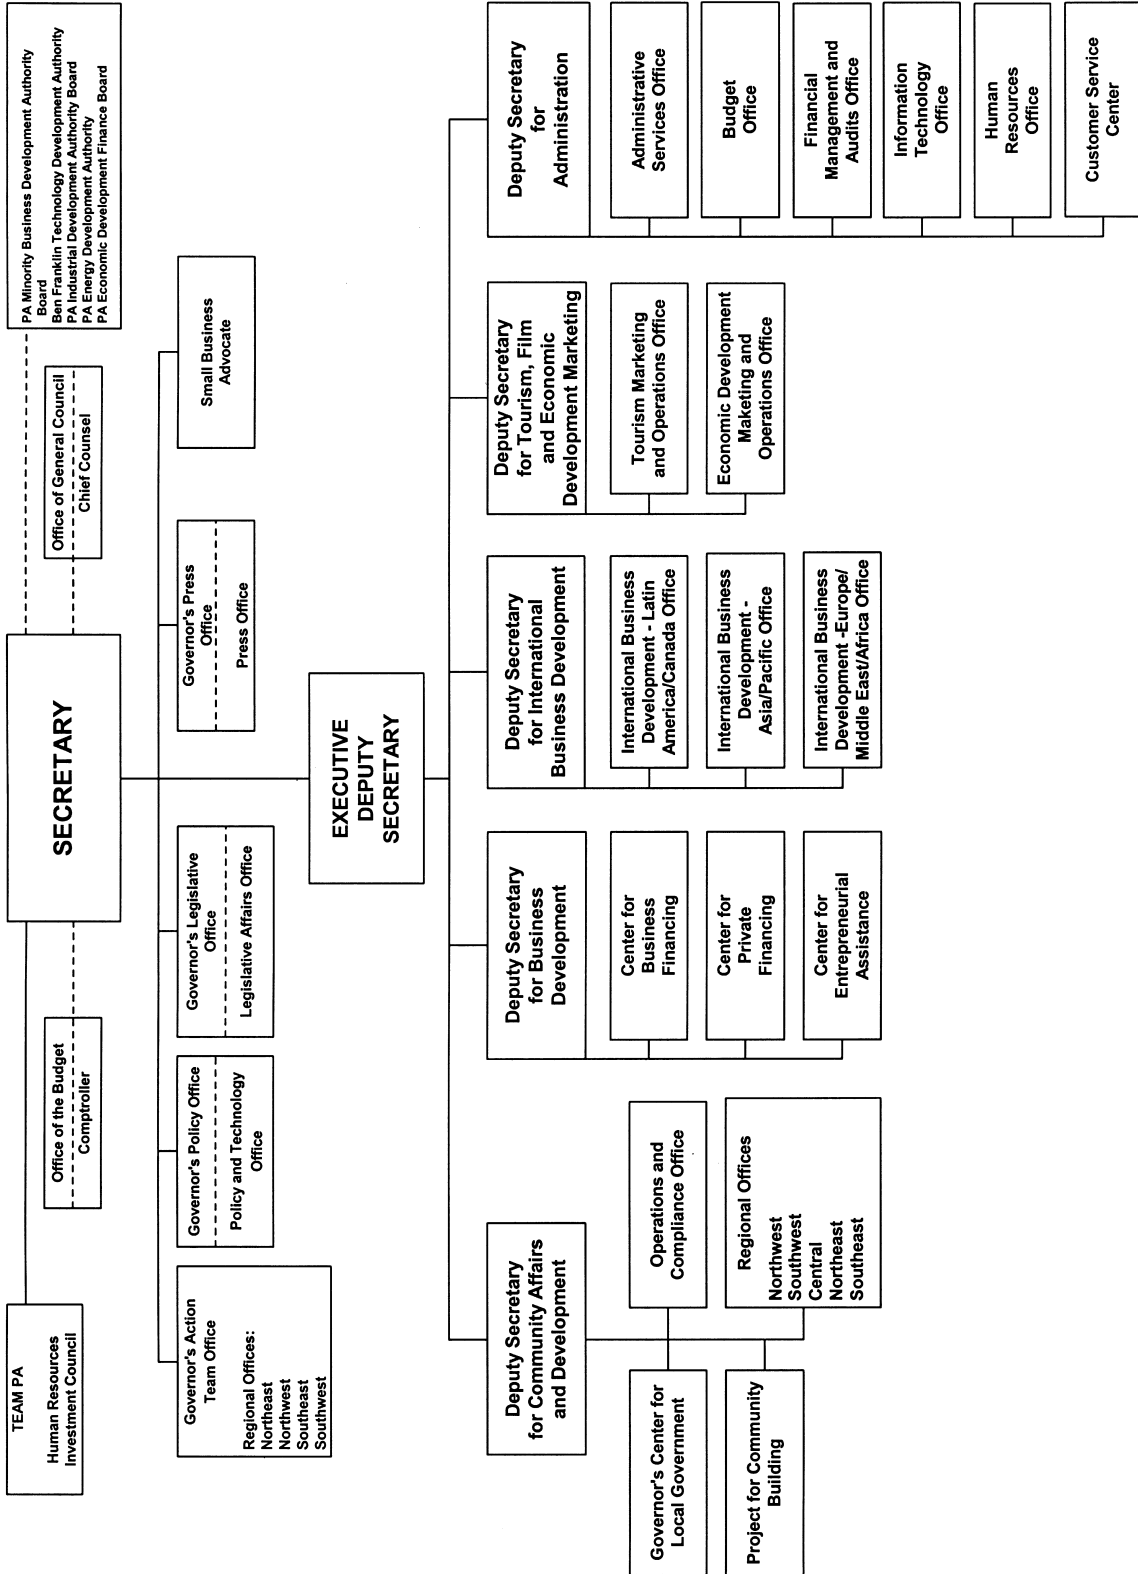 TEAM PA
Human Resources
Investment Council
SECRETARY
PA Minority Business Development Authority
Board
Ben Franklin Technology Development Authority
PA Industrial Development Authority Board
PA Energy Development Authority
PA Economic Development Finance Board
Office of the Budget
Comptroller
Office of General Council
Chief Counsel
Governor's Action
Team Office
Regional Offices:
Northeast
Northwest
Southeast
Southwest
Governor's Policy Office
Policy and Technology
Office
Governor's Legislative
Office
Legislative Affairs Office
Governor's Press
Office
Press Office
Small Business
Advocate
EXECUTIVE
DEPUTY
SECRETARY
Deputy Secretary
for Community Affairs
and Development
Governor's Center for
Local Government
Operations and
Compliance Office
Project for Community
Building
Regional Offices
Northwest
Southwest
Central
Northeast
Southeast
Deputy Secretary
for Business
Development
Center for
Business
Financing
Center for
Private
Financing
Center for
Entrepreneurial
Assistance
Deputy Secretary
for International
Business Development
International Business
Development - Latin
America/Canada Office
International Business
Development -
Asia/Pacific Office
International Business
Development -Europe/
Middle East/Africa Office
Deputy Secretary
for Tourism, Film
and Economic
Development Marketing
Tourism Marketing
and Operations Office
Economic Development
Maketing and
Operations Office
Deputy Secretary
for
Administration
Administrative
Services Office
Budget
Office
Financial
Management and
Audits Office
Information
Technology
Office
Human
Resources
Office
Customer Service
Center